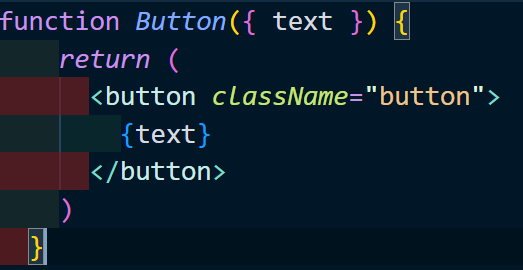 function Button({ text }) {
    return (
      <button className="button">
        {text}
      </button>
    )
  }